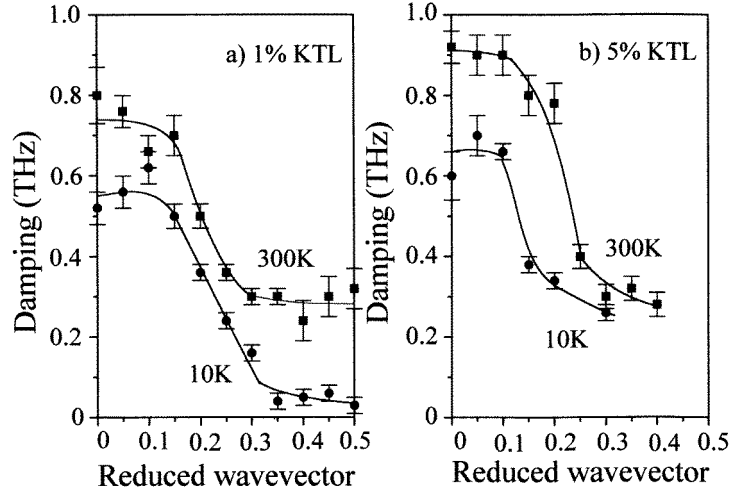 1.0
0.8
0.6
0.4
0.2
0
Damping (THz)
a) 1% KTL
300K
10K
0 0.1 0.2 0.3 0.4 0.5
Reduced wavevector
1.0
0.8
0.6
0.4
0.2
0
Damping (THz)
b) 5% KTL
300K
10K
0 0.1 0.2 0.3 0.4 0.5
Reduced wavevector